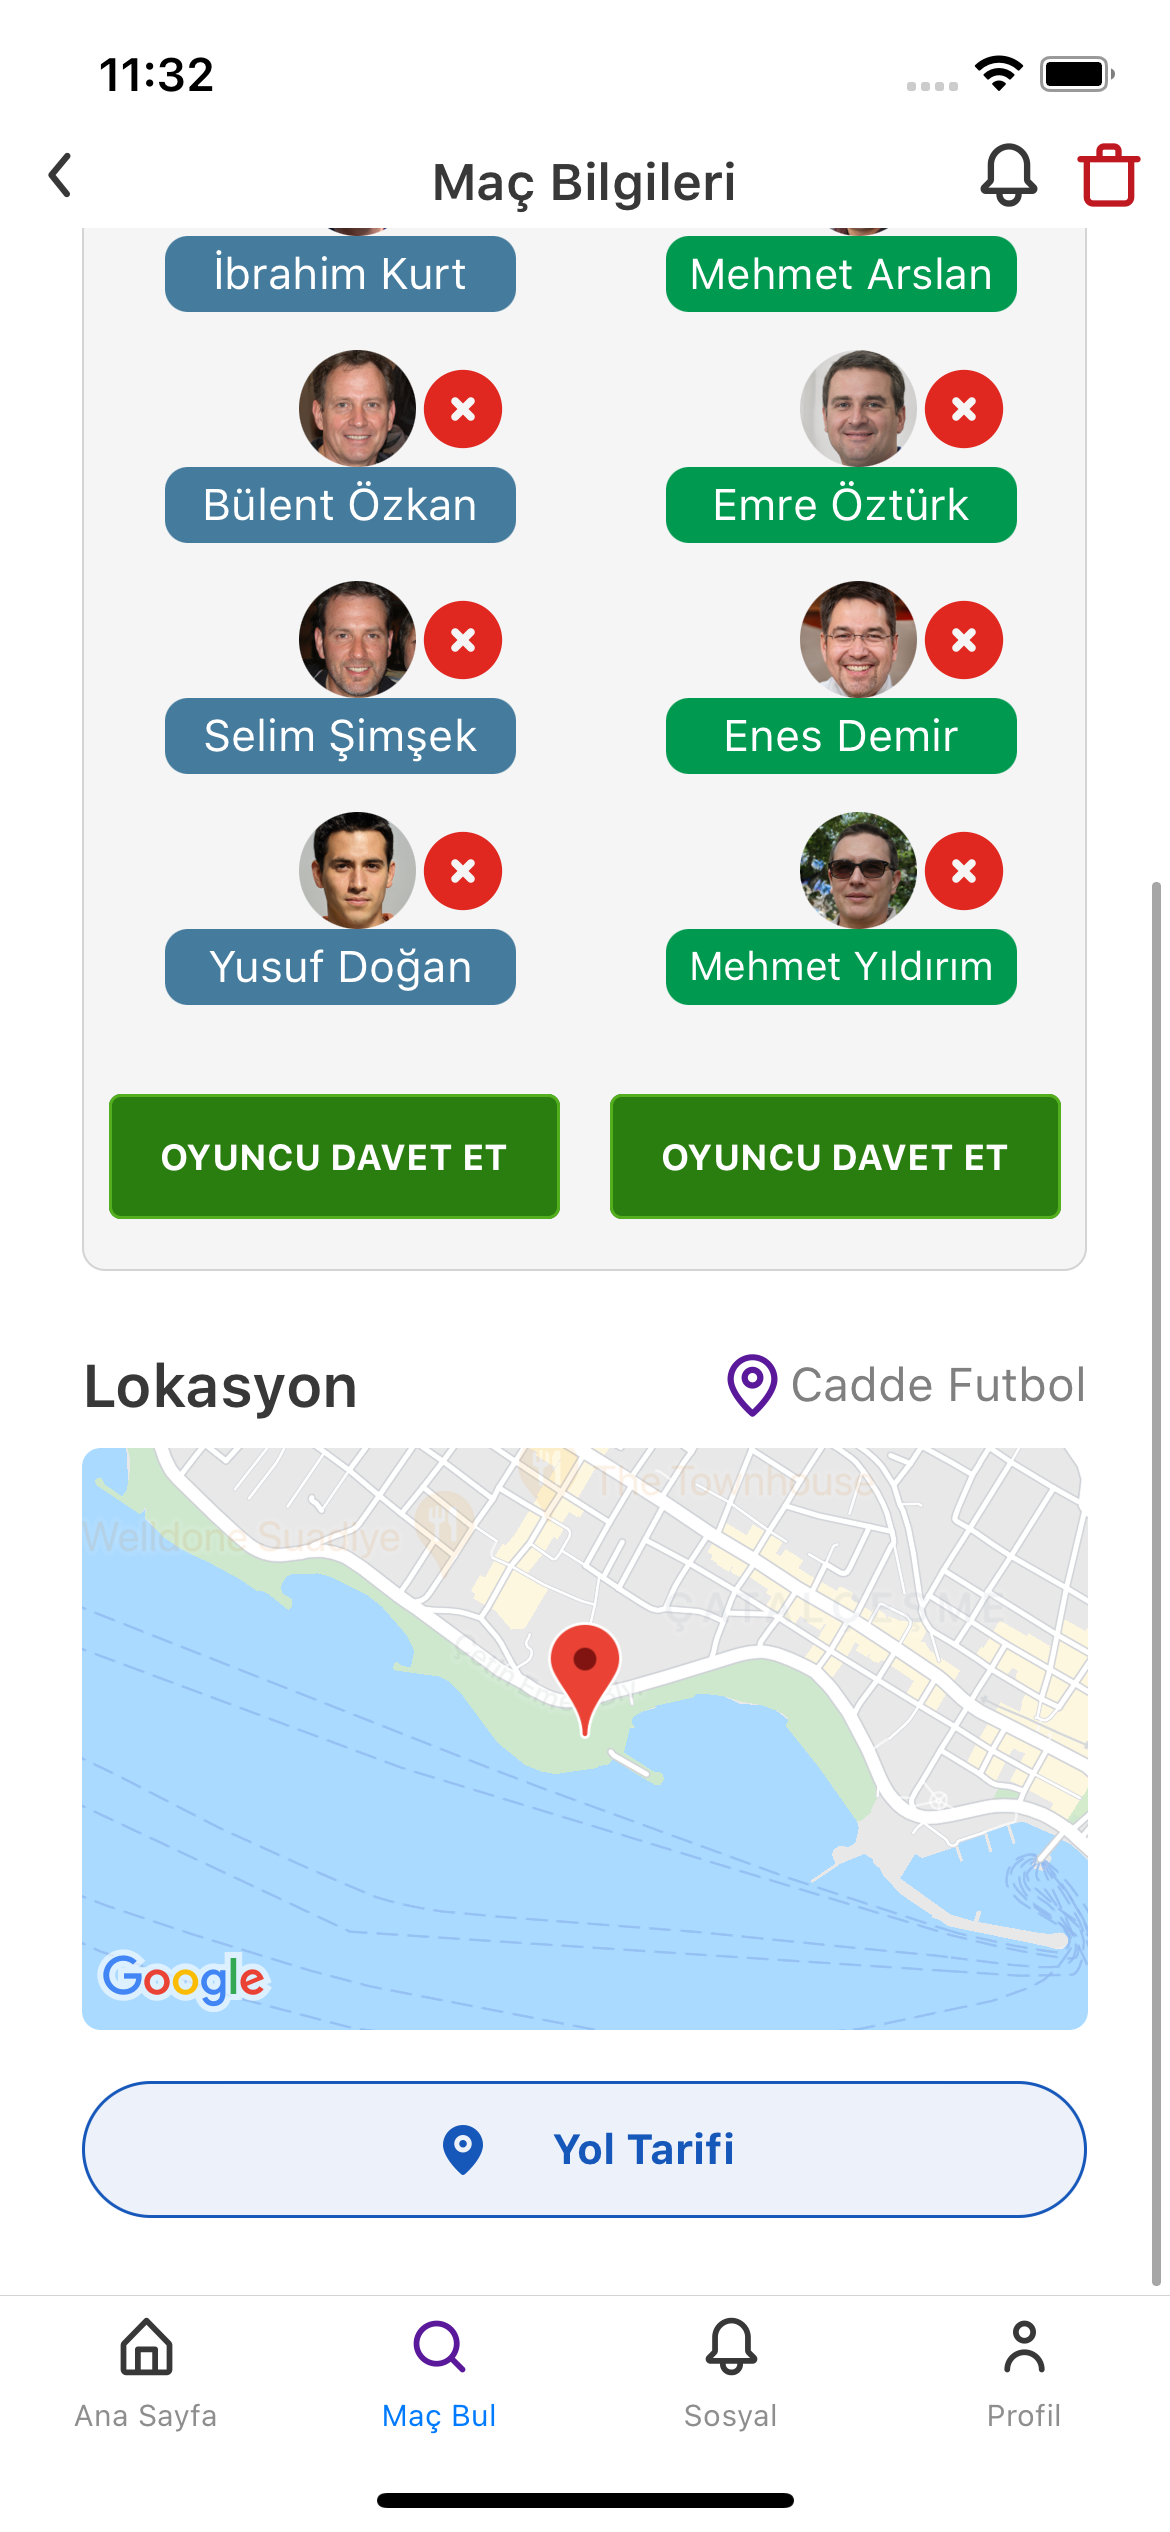 11:32
Maç Bilgileri
İbrahim Kurt
Mehmet Arslan
Bülent Özkan
Emre Öztürk
Selim Şimşek
Enes Demir
Yusuf Doğan
Mehmet Yıldırım
OYUNCU DAVET ET
OYUNCU DAVET ET
Lokasyon
Cadde Futbol
The Townhouse
Welldone Suadiye
ÇATALÇEŞME
Google
Yol Tarifi
Ana Sayfa
Maç Bul
Sosyal
Profil